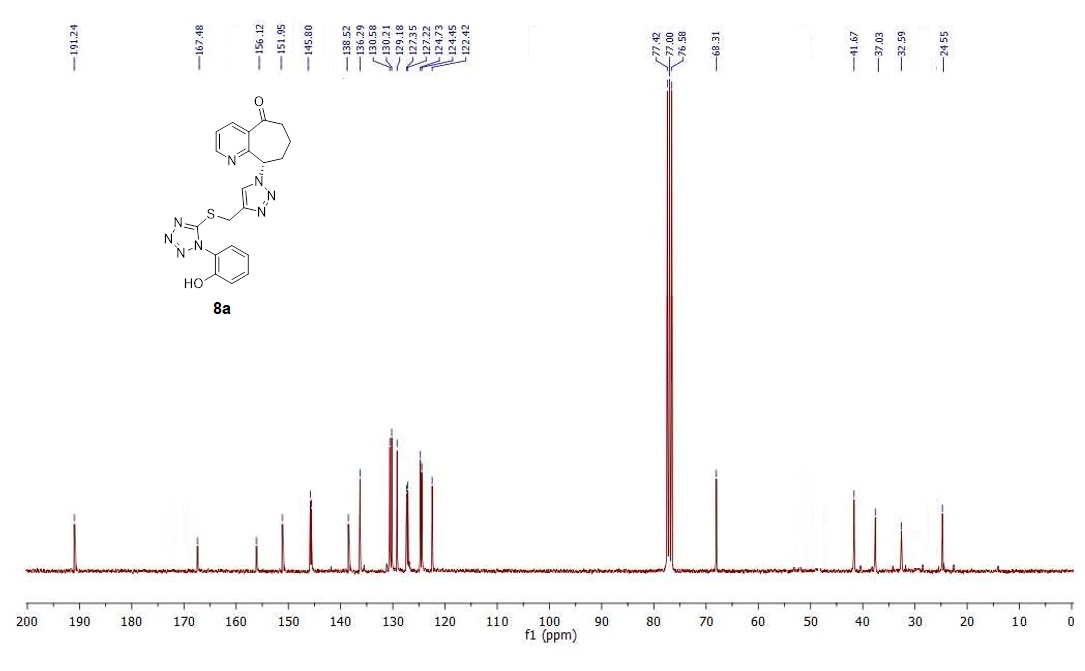 191.24
167.48
156.12
151.95
145.80
138.52
136.29
130.58
130.21
129.18
127.35
127.22
124.73
124.45
122.42
77.42
77.00
76.58
68.31
41.67
37.03
32.59
24.55
O
N
N
N
N
S
N
N
N
N
HO
8a
200 190 180 170 160 150 140 130 120 110 100 90 80 70 60 50 40 30 20 10 0
f1 (ppm)